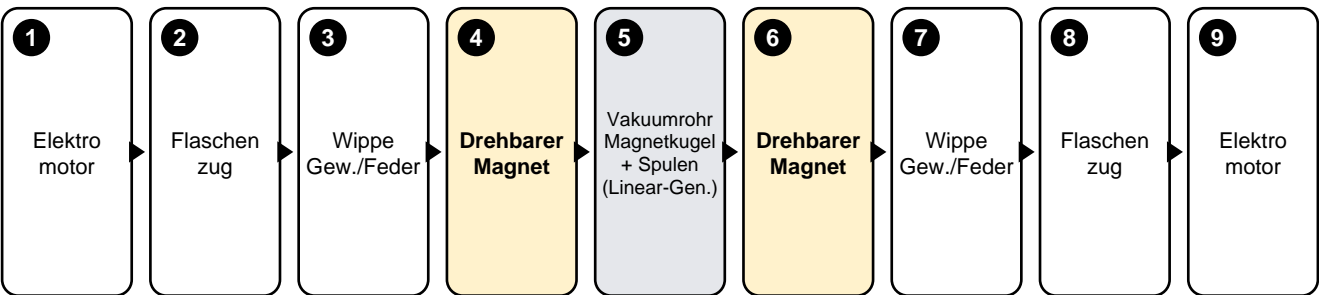 1
Elektro
motor
2
Flaschen
zug
3
Wippe
Gew./Feder
4
Drehbarer
Magnet
5
Vakuumrohr
Magnetkugel
+ Spulen
(Linear-Gen.)
6
Drehbarer
Magnet
7
Wippe
Gew./Feder
8
Flaschen
zug
9
Elektro
motor